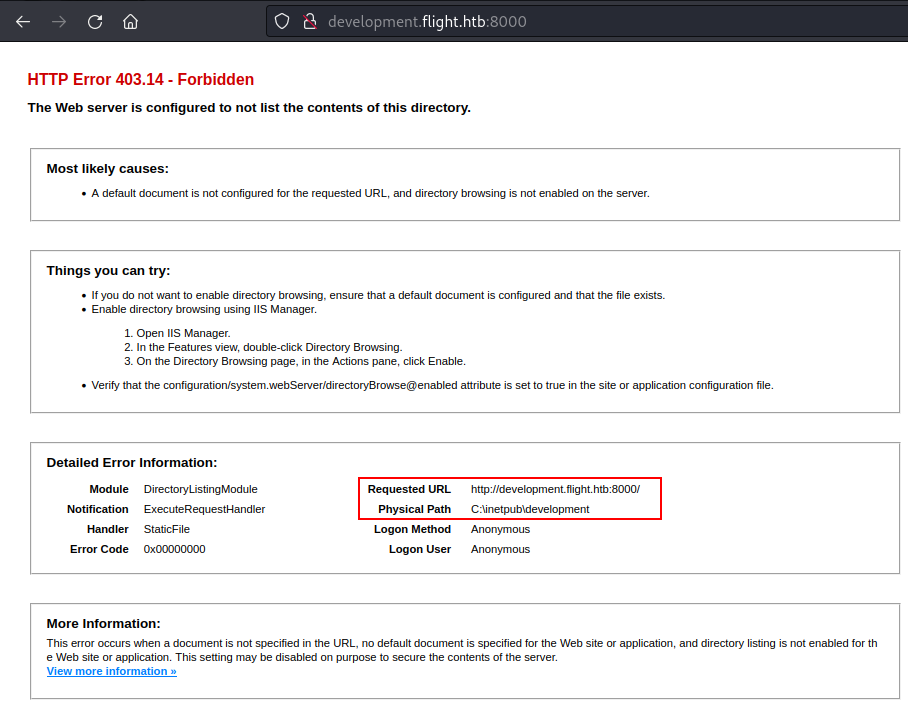 development.flight.htb:8000
HTTP Error 403.14 - Forbidden
The Web server is configured to not list the contents of this directory.
Most likely causes:
• A default document is not configured for the requested URL, and directory browsing is not enabled on the server.
Things you can try:
• If you do not want to enable directory browsing, ensure that a default document is configured and that the file exists.
• Enable directory browsing using IIS Manager.
1. Open IIS Manager.
2. In the Features view, double-click Directory Browsing.
3. On the Directory Browsing page, in the Actions pane, click Enable.
• Verify that the configuration/system.webServer/directoryBrowse@enabled attribute is set to true in the site or application configuration file.
Detailed Error Information:
Module DirectoryListingModule
Notification ExecuteRequestHandler
Handler StaticFile
Error Code 0x00000000
Requested URL http://development.flight.htb:8000/
Physical Path C:\inetpub\development
Logon Method Anonymous
Logon User Anonymous
More Information:
This error occurs when a document is not specified in the URL, no default document is specified for the Web site or application, and directory listing is not enabled for th
e Web site or application. This setting may be disabled on purpose to secure the contents of the server.
View more information »